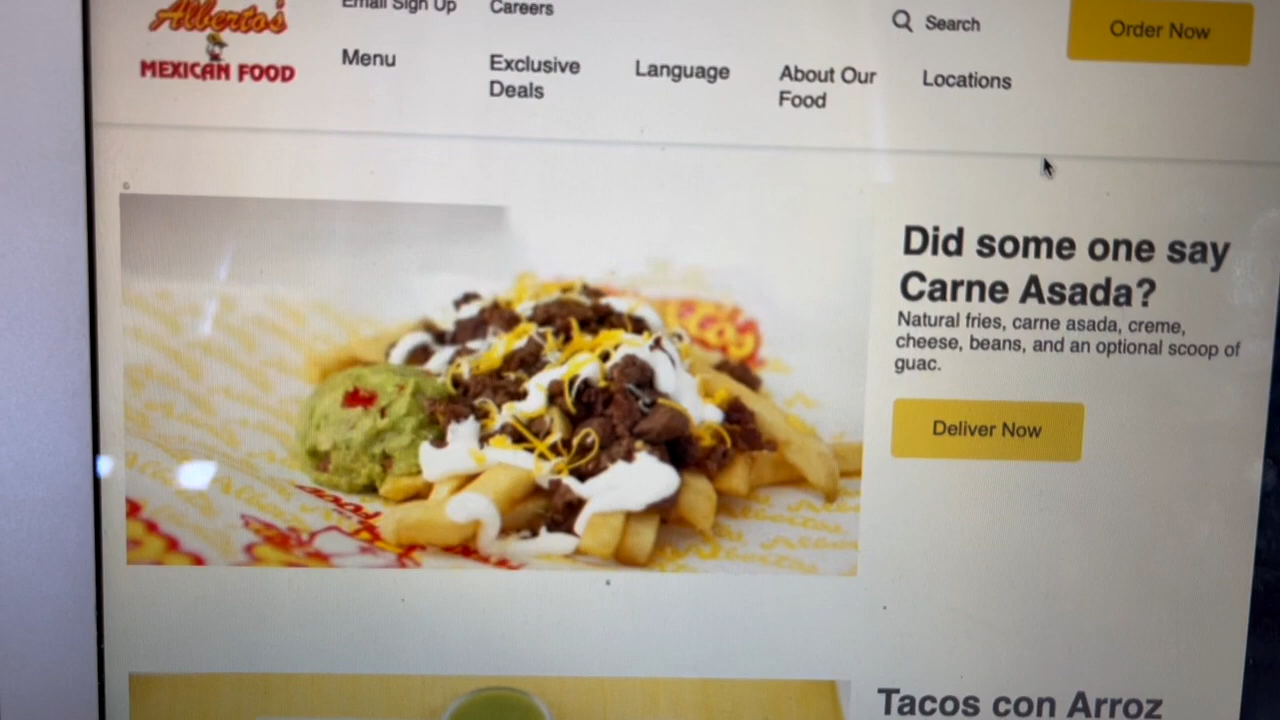 Alberto's
MEXICAN FOOD
Email Sign Up
Careers
Search
Order Now
Menu
Exclusive
Deals
Language
About Our
Food
Locations
Did some one say
Carne Asada?
Natural fries, carne asada, creme,
cheese, beans, and an optional scoop of
guac.
Deliver Now
Tacos con Arroz